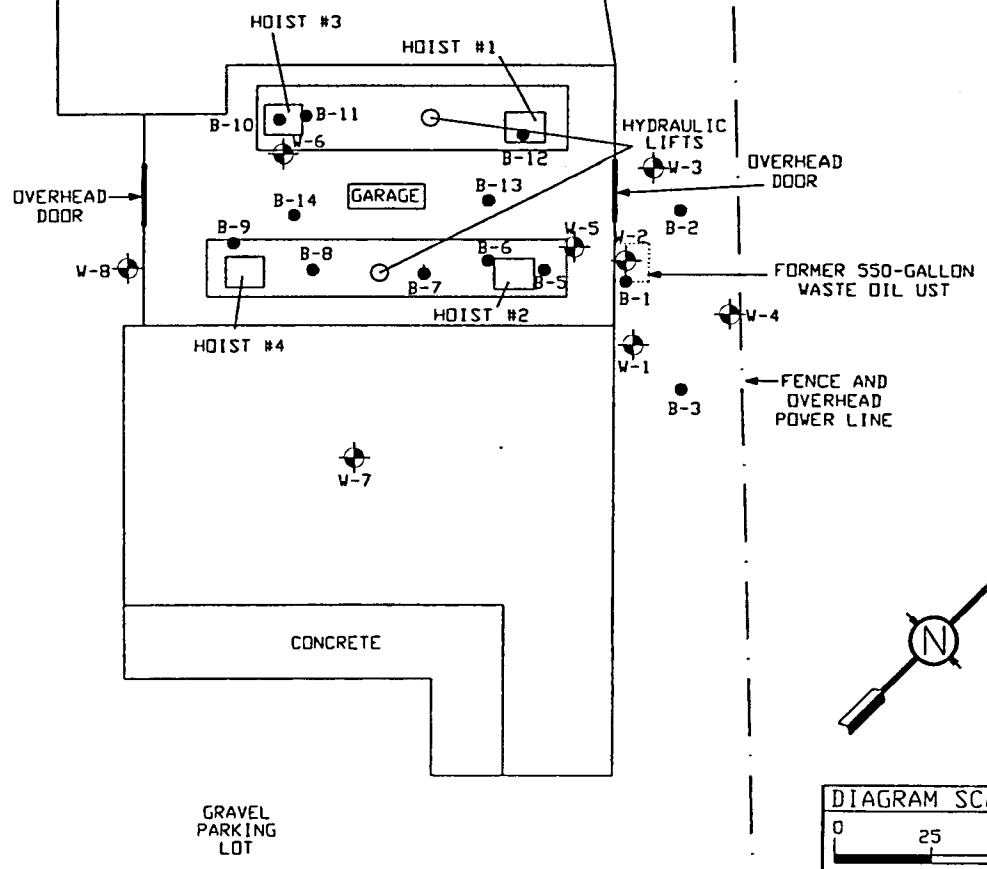 HOIST #3
HOIST #1
B-10
B-11
W-6
B-12
HYDRAULIC
LIFTS
W-3
OVERHEAD
DOOR
OVERHEAD
DOOR
GARAGE
B-13
B-14
B-2
B-9
W-5
W-2
B-8
B-6
W-8
B-7
B-5
B-1
FORMER 550-GALLON
WASTE OIL UST
HOIST #2
W-4
HOIST #4
W-1
B-3
FENCE AND
OVERHEAD
POWER LINE
W-7
CONCRETE
N
GRAVEL
PARKING
LOT
DIAGRAM
0
25